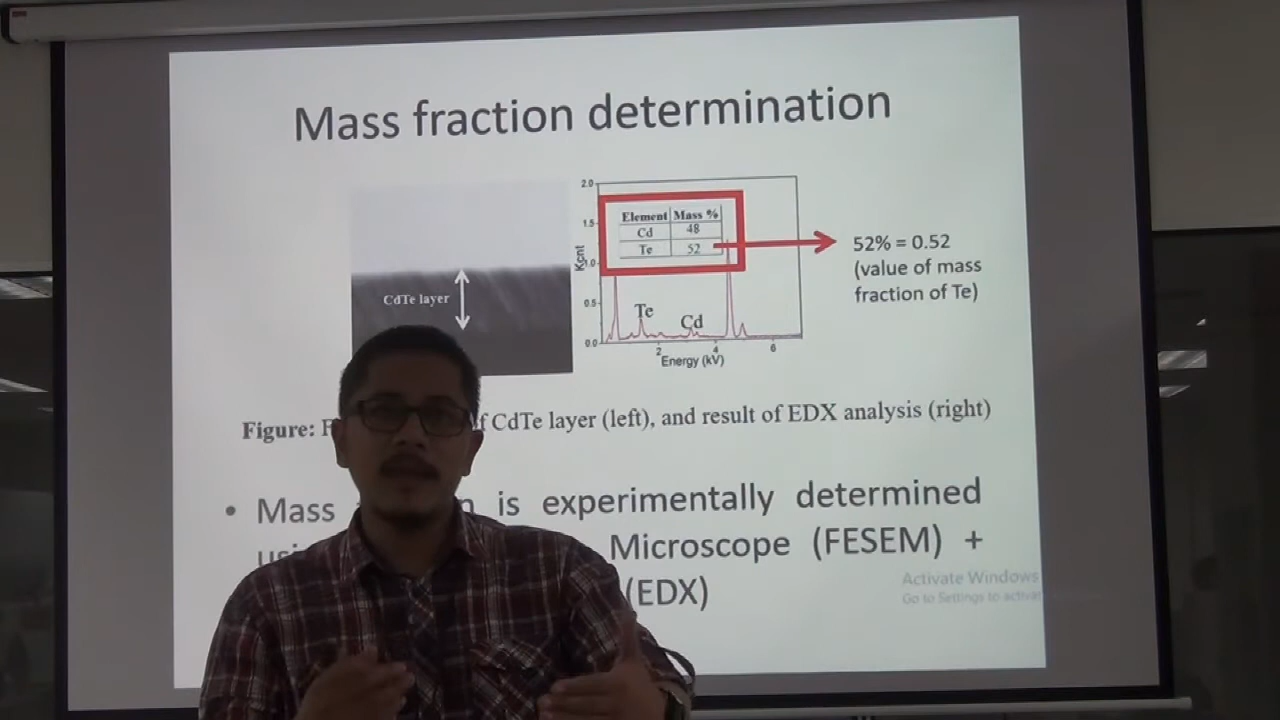 Mass fraction determination
2.0
1.5
1.0
0.5
0.0
Kcnt
Element Mass %
Cd 48
Te 52
Te
Cd
2 4 6
Energy (kV)
CdTe layer
52% = 0.52
(value of mass
fraction of Te)
Figure: of CdTe layer (left), and result of EDX analysis (right)
• Mass is experimentally determined
Microscope (FESEM) +
(EDX)
Activate Windows
Go to Settings to